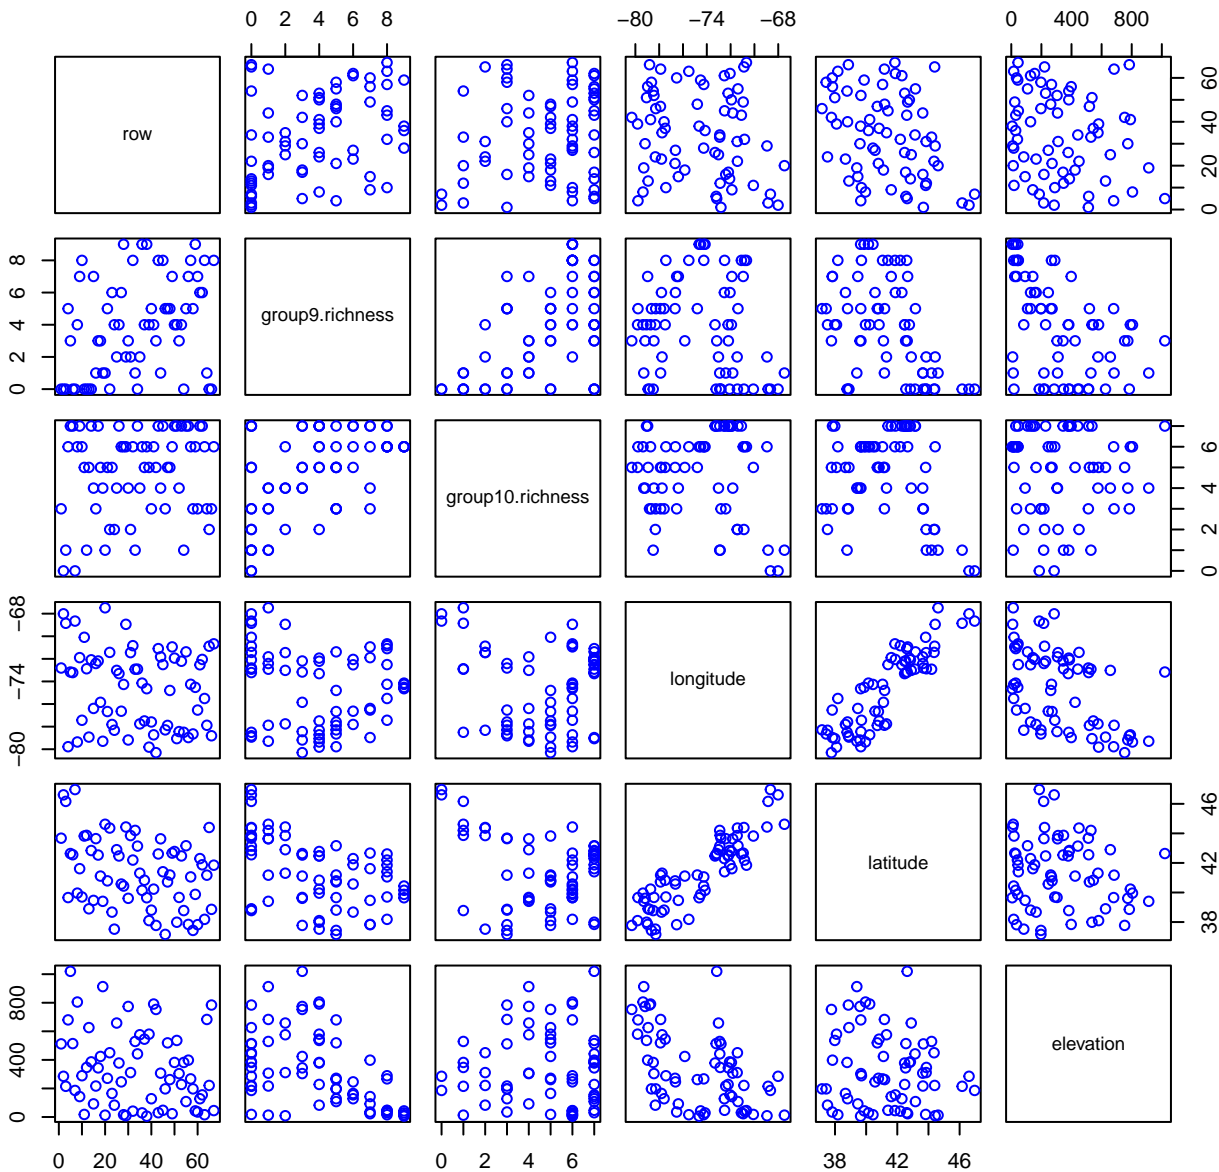 0 2 4 6 8 −80 −74 −68 0 400 800
row 0 20 40 60
0 2 4 6 8 group9.richness
group10.richness 0 2 4 6
−80 −74 −68 longitude
latitude 38 42 46
0 400 800 elevation
0 20 40 60 0 2 4 6 38 42 46